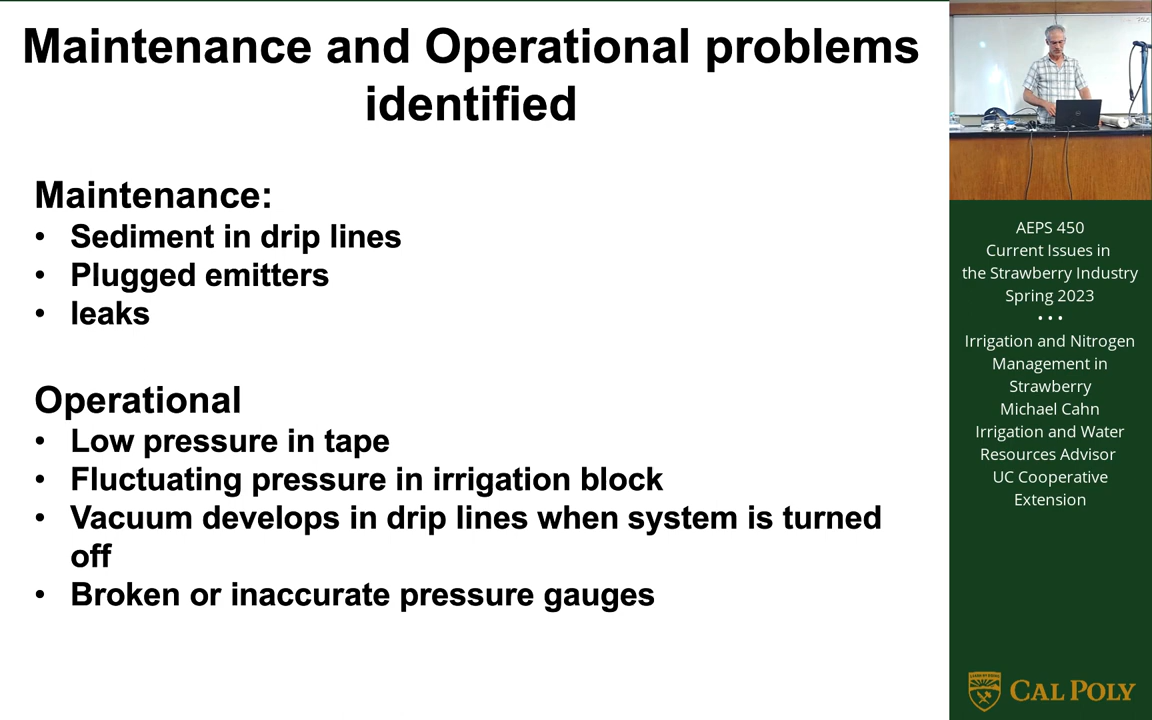 Maintenance and Operational problems
identified
Maintenance:
• Sediment in drip lines
• Plugged emitters
• leaks
Operational
• Low pressure in tape
• Fluctuating pressure in irrigation block
• Vacuum develops in drip lines when system is turned
off
• Broken or inaccurate pressure gauges
AEPS 450
Current Issues in
the Strawberry Industry
Spring 2023
• • •
Irrigation and Nitrogen
Management in
Strawberry
Michael Cahn
Irrigation and Water
Resources Advisor
UC Cooperative
Extension
CAL POLY